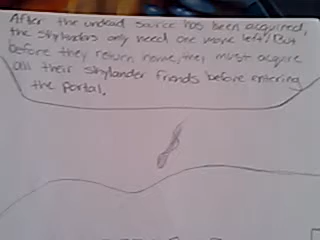 After the undead source has been acquired,
the skylanders only need one more left! But
before they return home, they must acquire
all their skylander friends before entering
the portal.